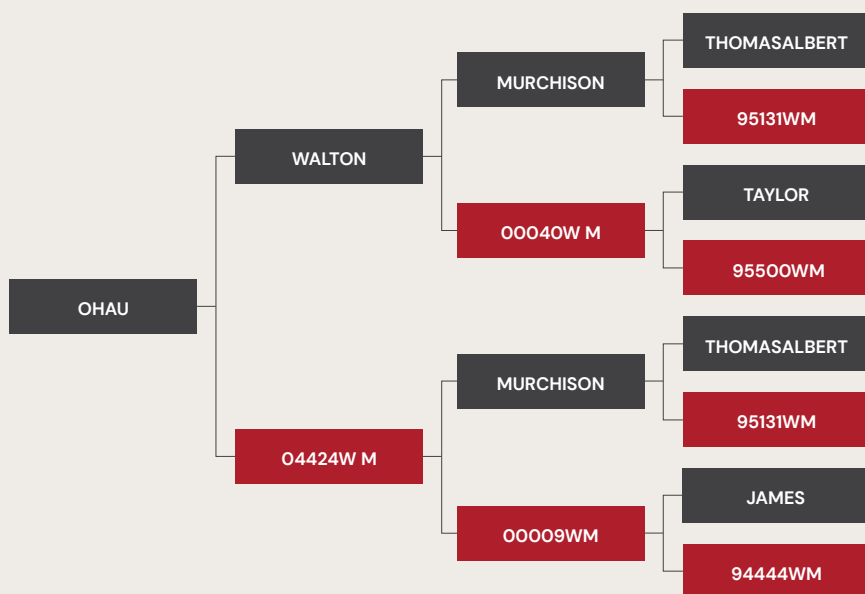 THOMASALBERT
MURCHISON
95131WM
WALTON
TAYLOR
00040W M
95500WM
OHAU
THOMASALBERT
MURCHISON
95131WM
04424W M
JAMES
00009WM
94444WM